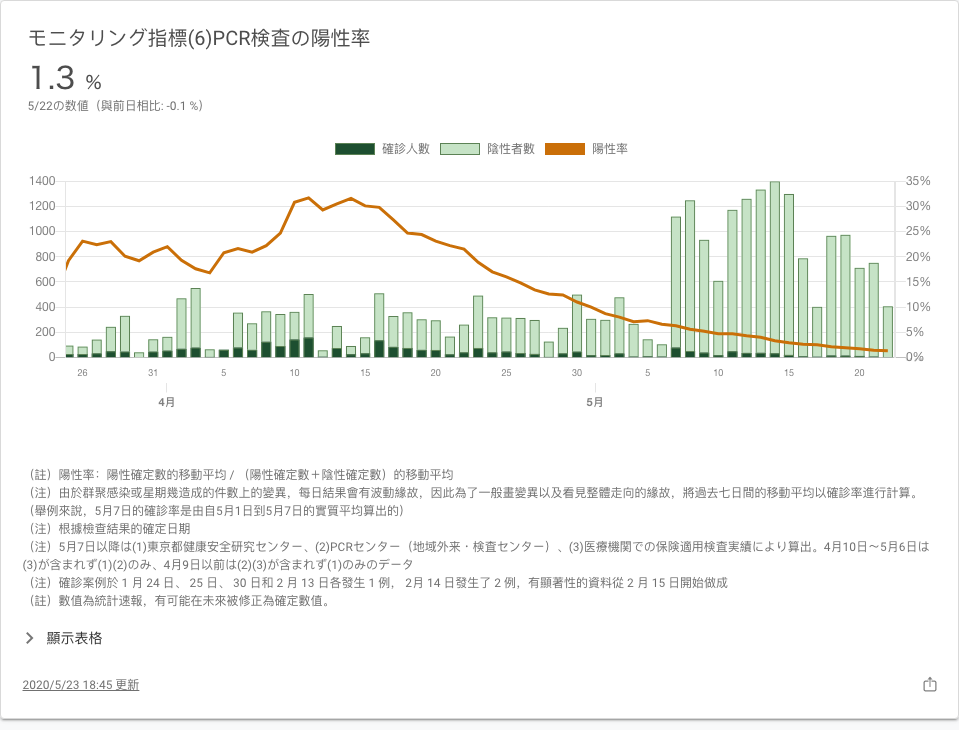 モニタリング指標(6)PCR検査の陽性率
1.3 %
5/22の数値（與前日相比: -0.1 %）
確診人數 陰性者數 陽性率
1400 35%
1200 30%
1000 25%
800 20%
600 15%
400 10%
200 5%
0 0%
26 31 5 10 15 20 25 30 5 10 15 20
4月 5月
（註）陽性率：陽性確定數的移動平均 / （陽性確定數＋陰性確定數）的移動平均
（注）由於群聚感染或星期幾造成的件數上的變異，每日結果會有波動緣故，因此為了一般畫變異以及看見整體走向的緣故，將過去七日間的移動平均以確診率進行計算。
（舉例來說，5月7日的確診率是由自5月1日到5月7日的實質平均算出的）
（注）根據檢查結果的確定日期
（注）5月7日以降は(1)東京都健康安全研究センター、(2)PCRセンター（地域外来・検査センター）、(3)医療機関での保険適用検査実績により算出。4月10日～5月6日は
(3)が含まれず(1)(2)のみ、4月9日以前は(2)(3)が含まれず(1)のみのデータ
（注）確診案例於 1 月 24 日、 25 日、 30 日和 2 月 13 日各發生 1 例， 2月 14 日發生了 2 例，有顯著性的資料從 2 月 15 日開始做成
（註）數值為統計速報，有可能在未來被修正為確定數值。
顯示表格
2020/5/23 18:45 更新